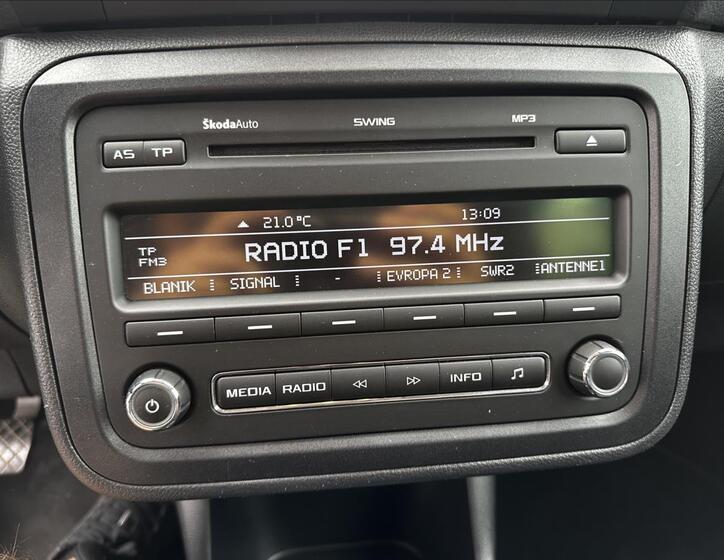 ŠkodaAuto SWING MP3
AS TP
21.0°C 13:09
TP
FM3
RADIO F1 97.4 MHz
BLANIK SIGNAL - EVROPA 2 SWR2 ANTENNE1
MEDIA RADIO INFO